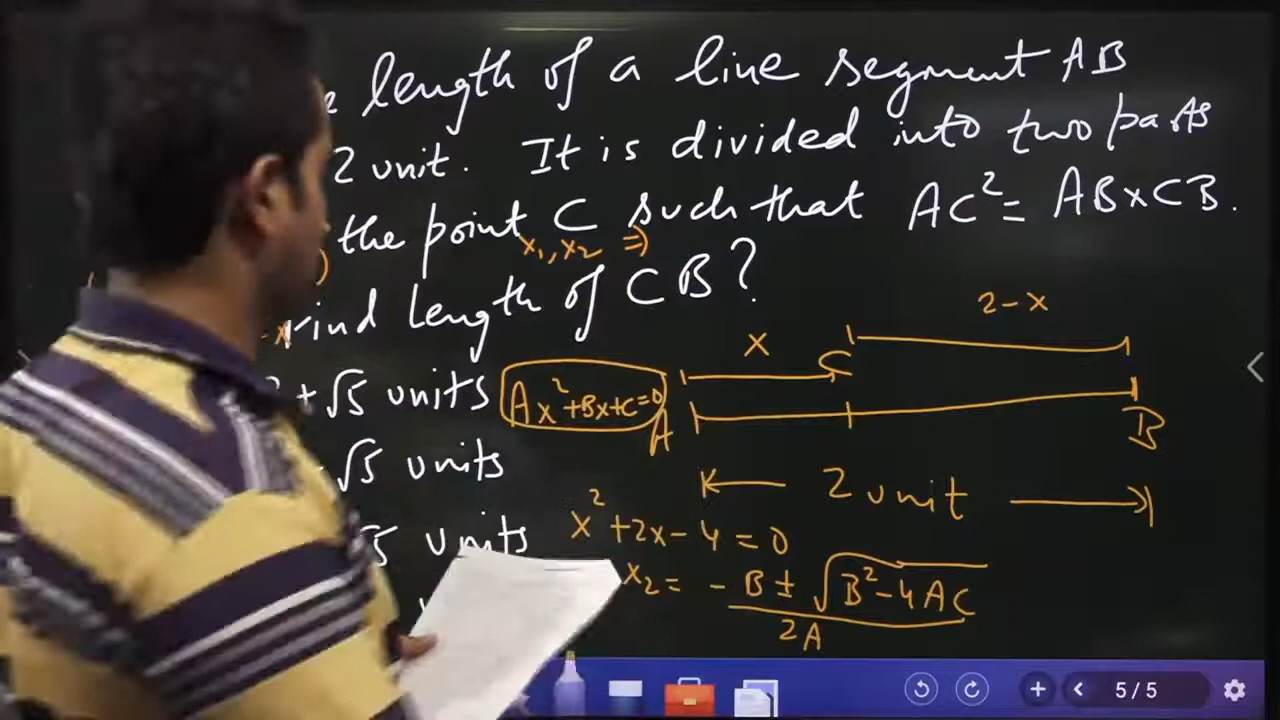 length of a line segment AB
2 unit. It is divided into two parts
the point C such that AC² = AB×CB.
x₁, x₂ ⇒)
find length of CB?
2-x
x
C
+√5 units
Ax²+Bx+C=0
A
B
√5 units
2 unit
x²+2x-4=0
√5 units
x₂ = -B ± √B²-4AC
2A
5/5